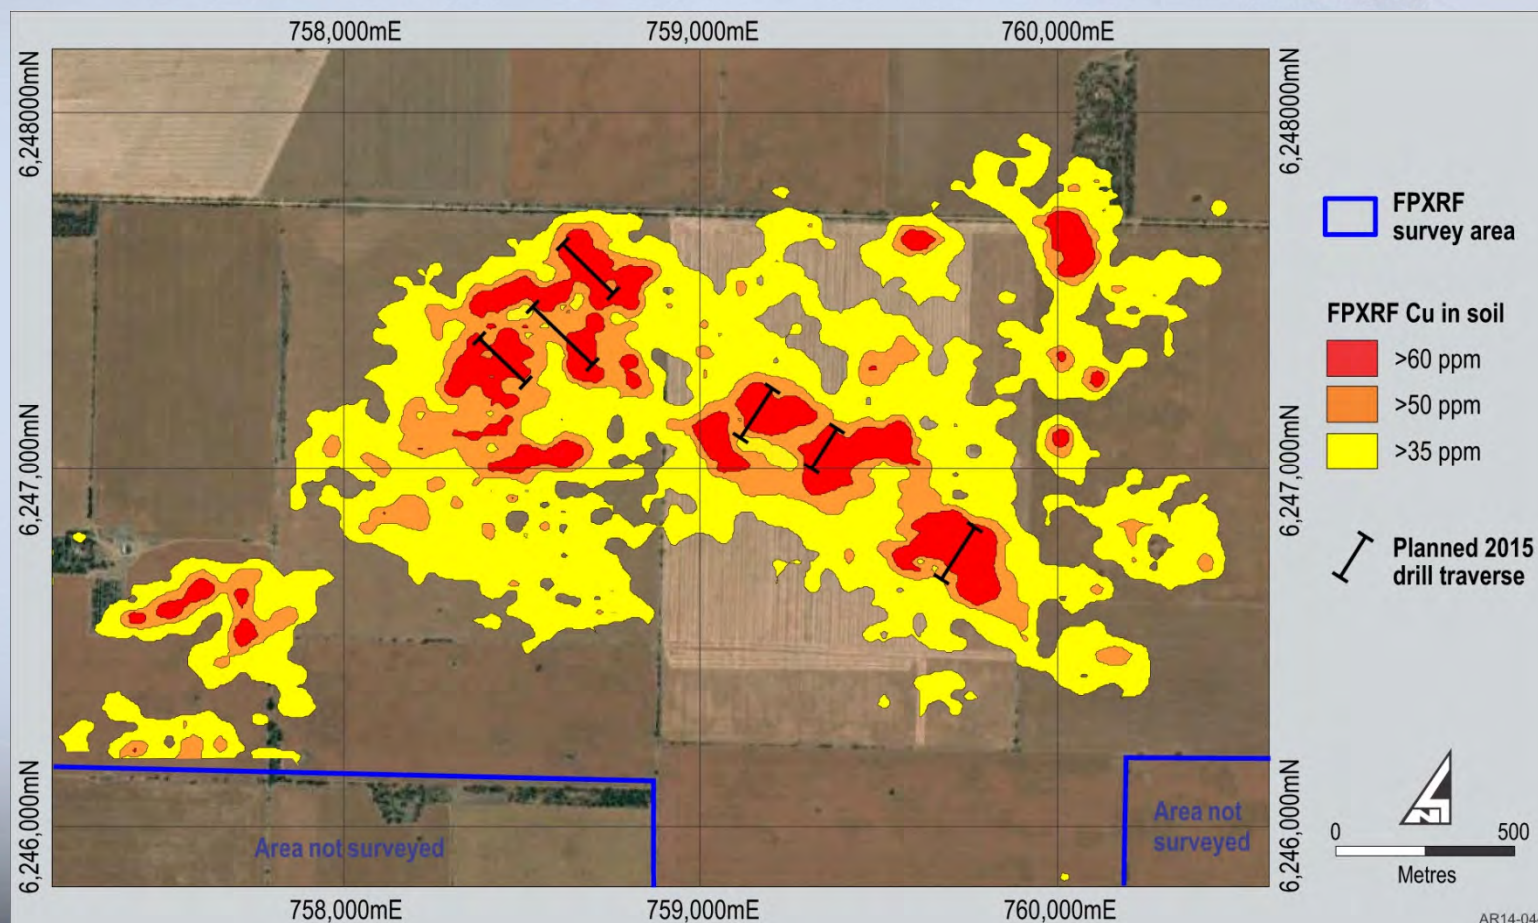 758,000mE
759,000mE
760,000mE
6,248000mN
6,248000mN
6,247,000mN
6,247,000mN
6,246,000mN
6,246,000mN
FPXRF
survey area
FPXRF Cu in soil
>60 ppm
>50 ppm
>35 ppm
Planned 2015
drill traverse
Area not surveyed
Area not
surveyed
N
0
500
Metres
758,000mE
759,000mE
760,000mE